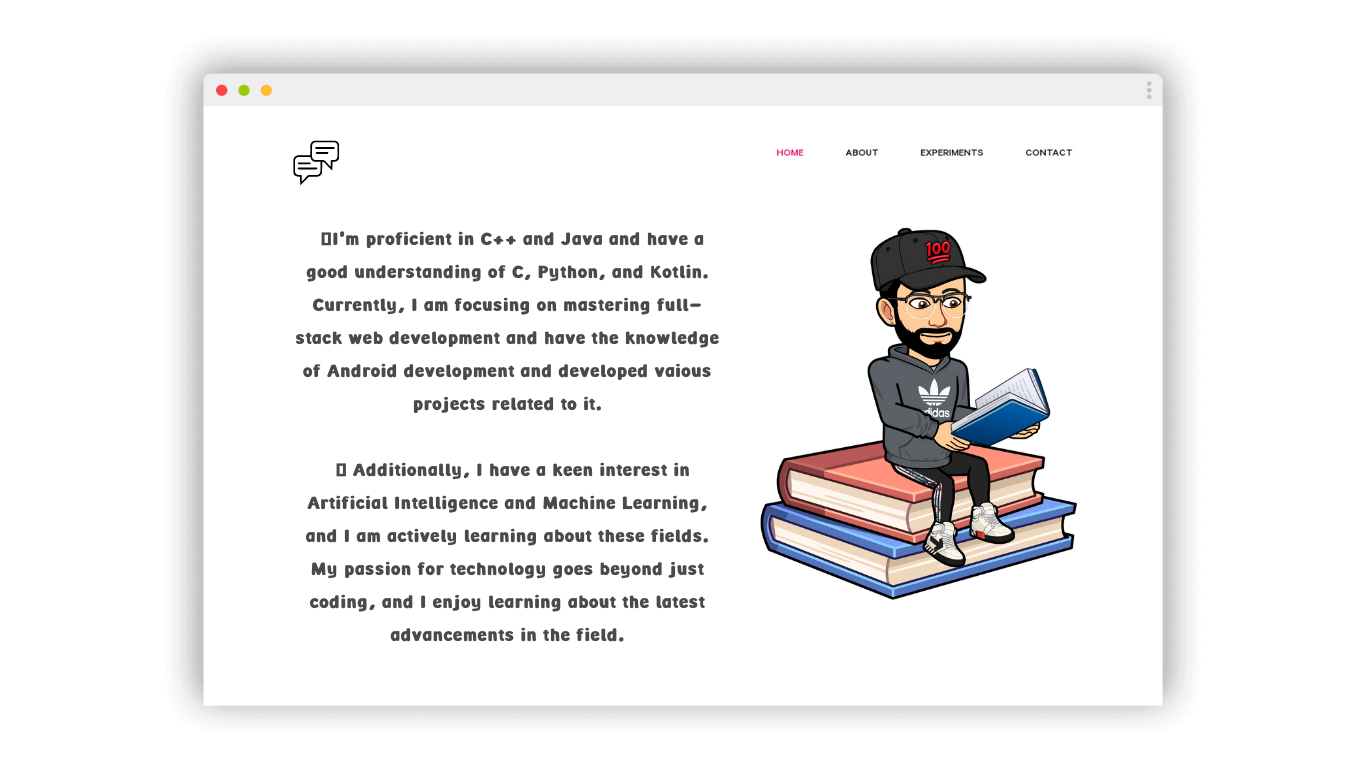 HOME ABOUT EXPERIMENTS CONTACT
▯I'm proficient in C++ and Java and have a
good understanding of C, Python, and Kotlin.
Currently, I am focusing on mastering full-
stack web development and have the knowledge
of Android development and developed vaious
projects related to it.
▯ Additionally, I have a keen interest in
Artificial Intelligence and Machine Learning,
and I am actively learning about these fields.
My passion for technology goes beyond just
coding, and I enjoy learning about the latest
advancements in the field.
100
adidas